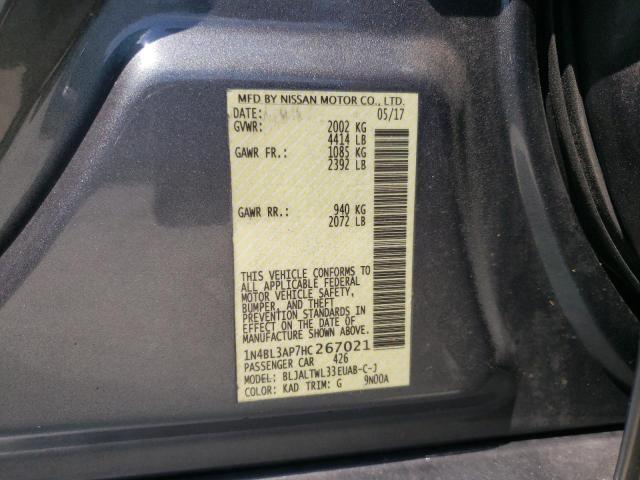 MFD BY NISSAN MOTOR CO., LTD.
DATE: 05/17
GVWR: 2002 KG
4414 LB
GAWR FR.: 1085 KG
2392 LB
GAWR RR.: 940 KG
2072 LB
THIS VEHICLE CONFORMS TO
ALL APPLICABLE FEDERAL
MOTOR VEHICLE SAFETY,
BUMPER, AND THEFT
PREVENTION STANDARDS IN
EFFECT ON THE DATE OF
MANUFACTURE SHOWN ABOVE.
1N4BL3AP7HC267021
PASSENGER CAR 426
MODEL: BLJALTWL33EUAB-C-J
COLOR: KAD TRIM: G 9N00A